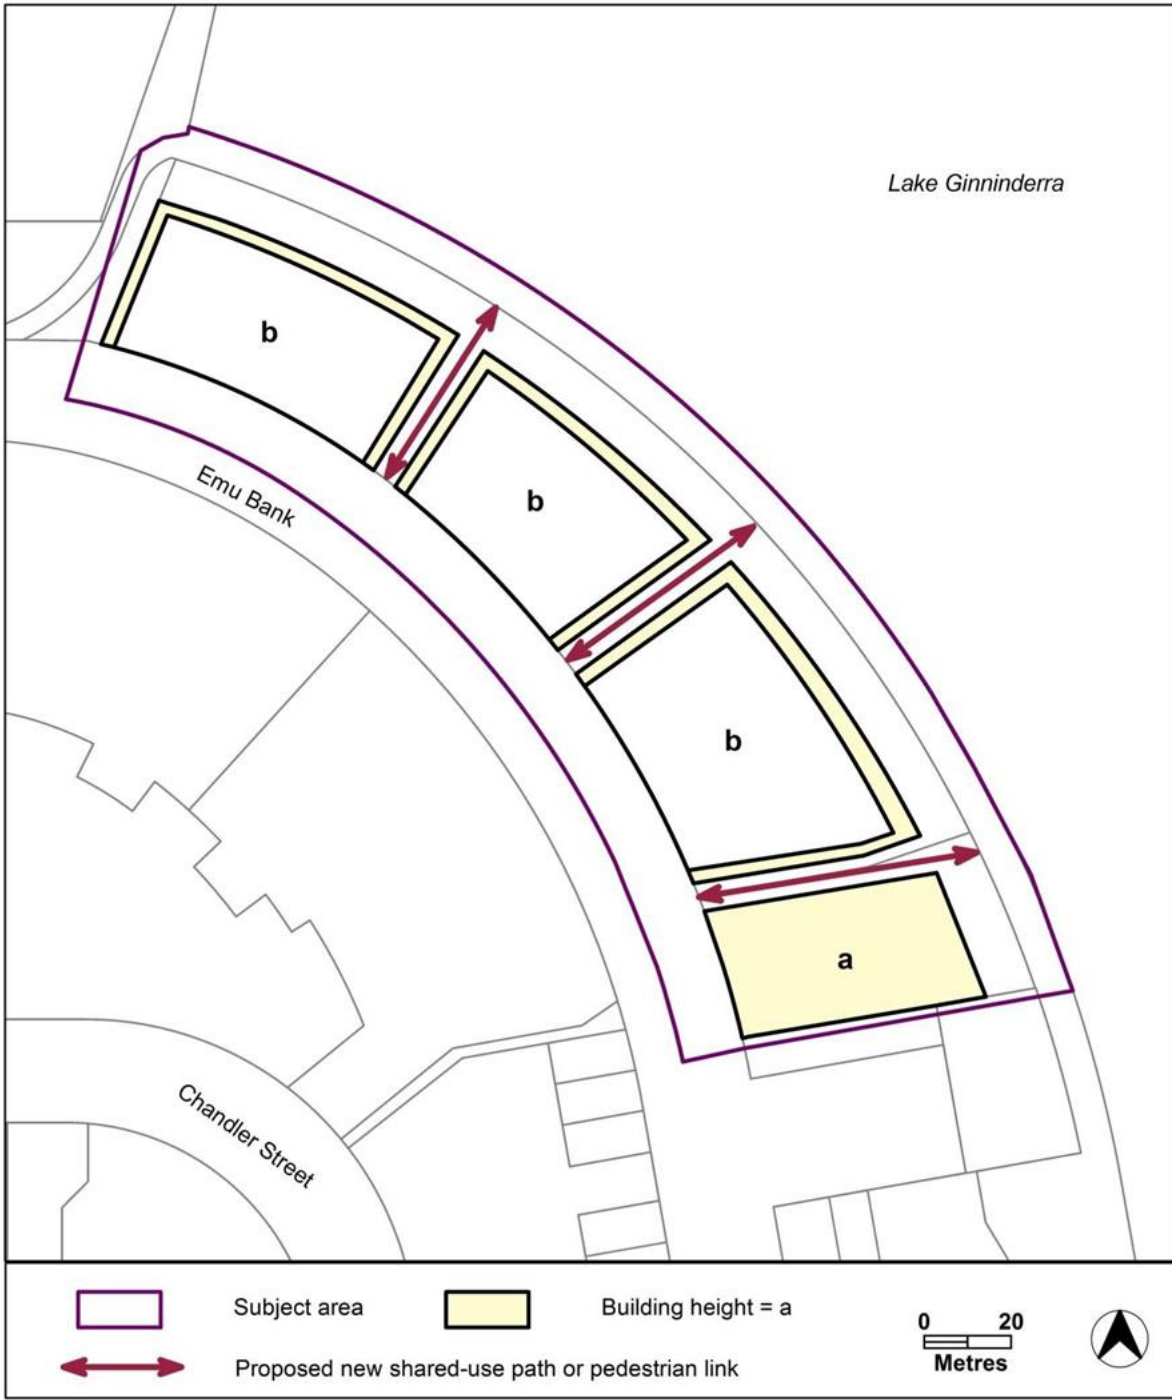 Lake Ginninderra
b
b
Emu Bank
b
a
Chandler Street
Subject area
Building height = a
0 20
Metres
Proposed new shared-use path or pedestrian link